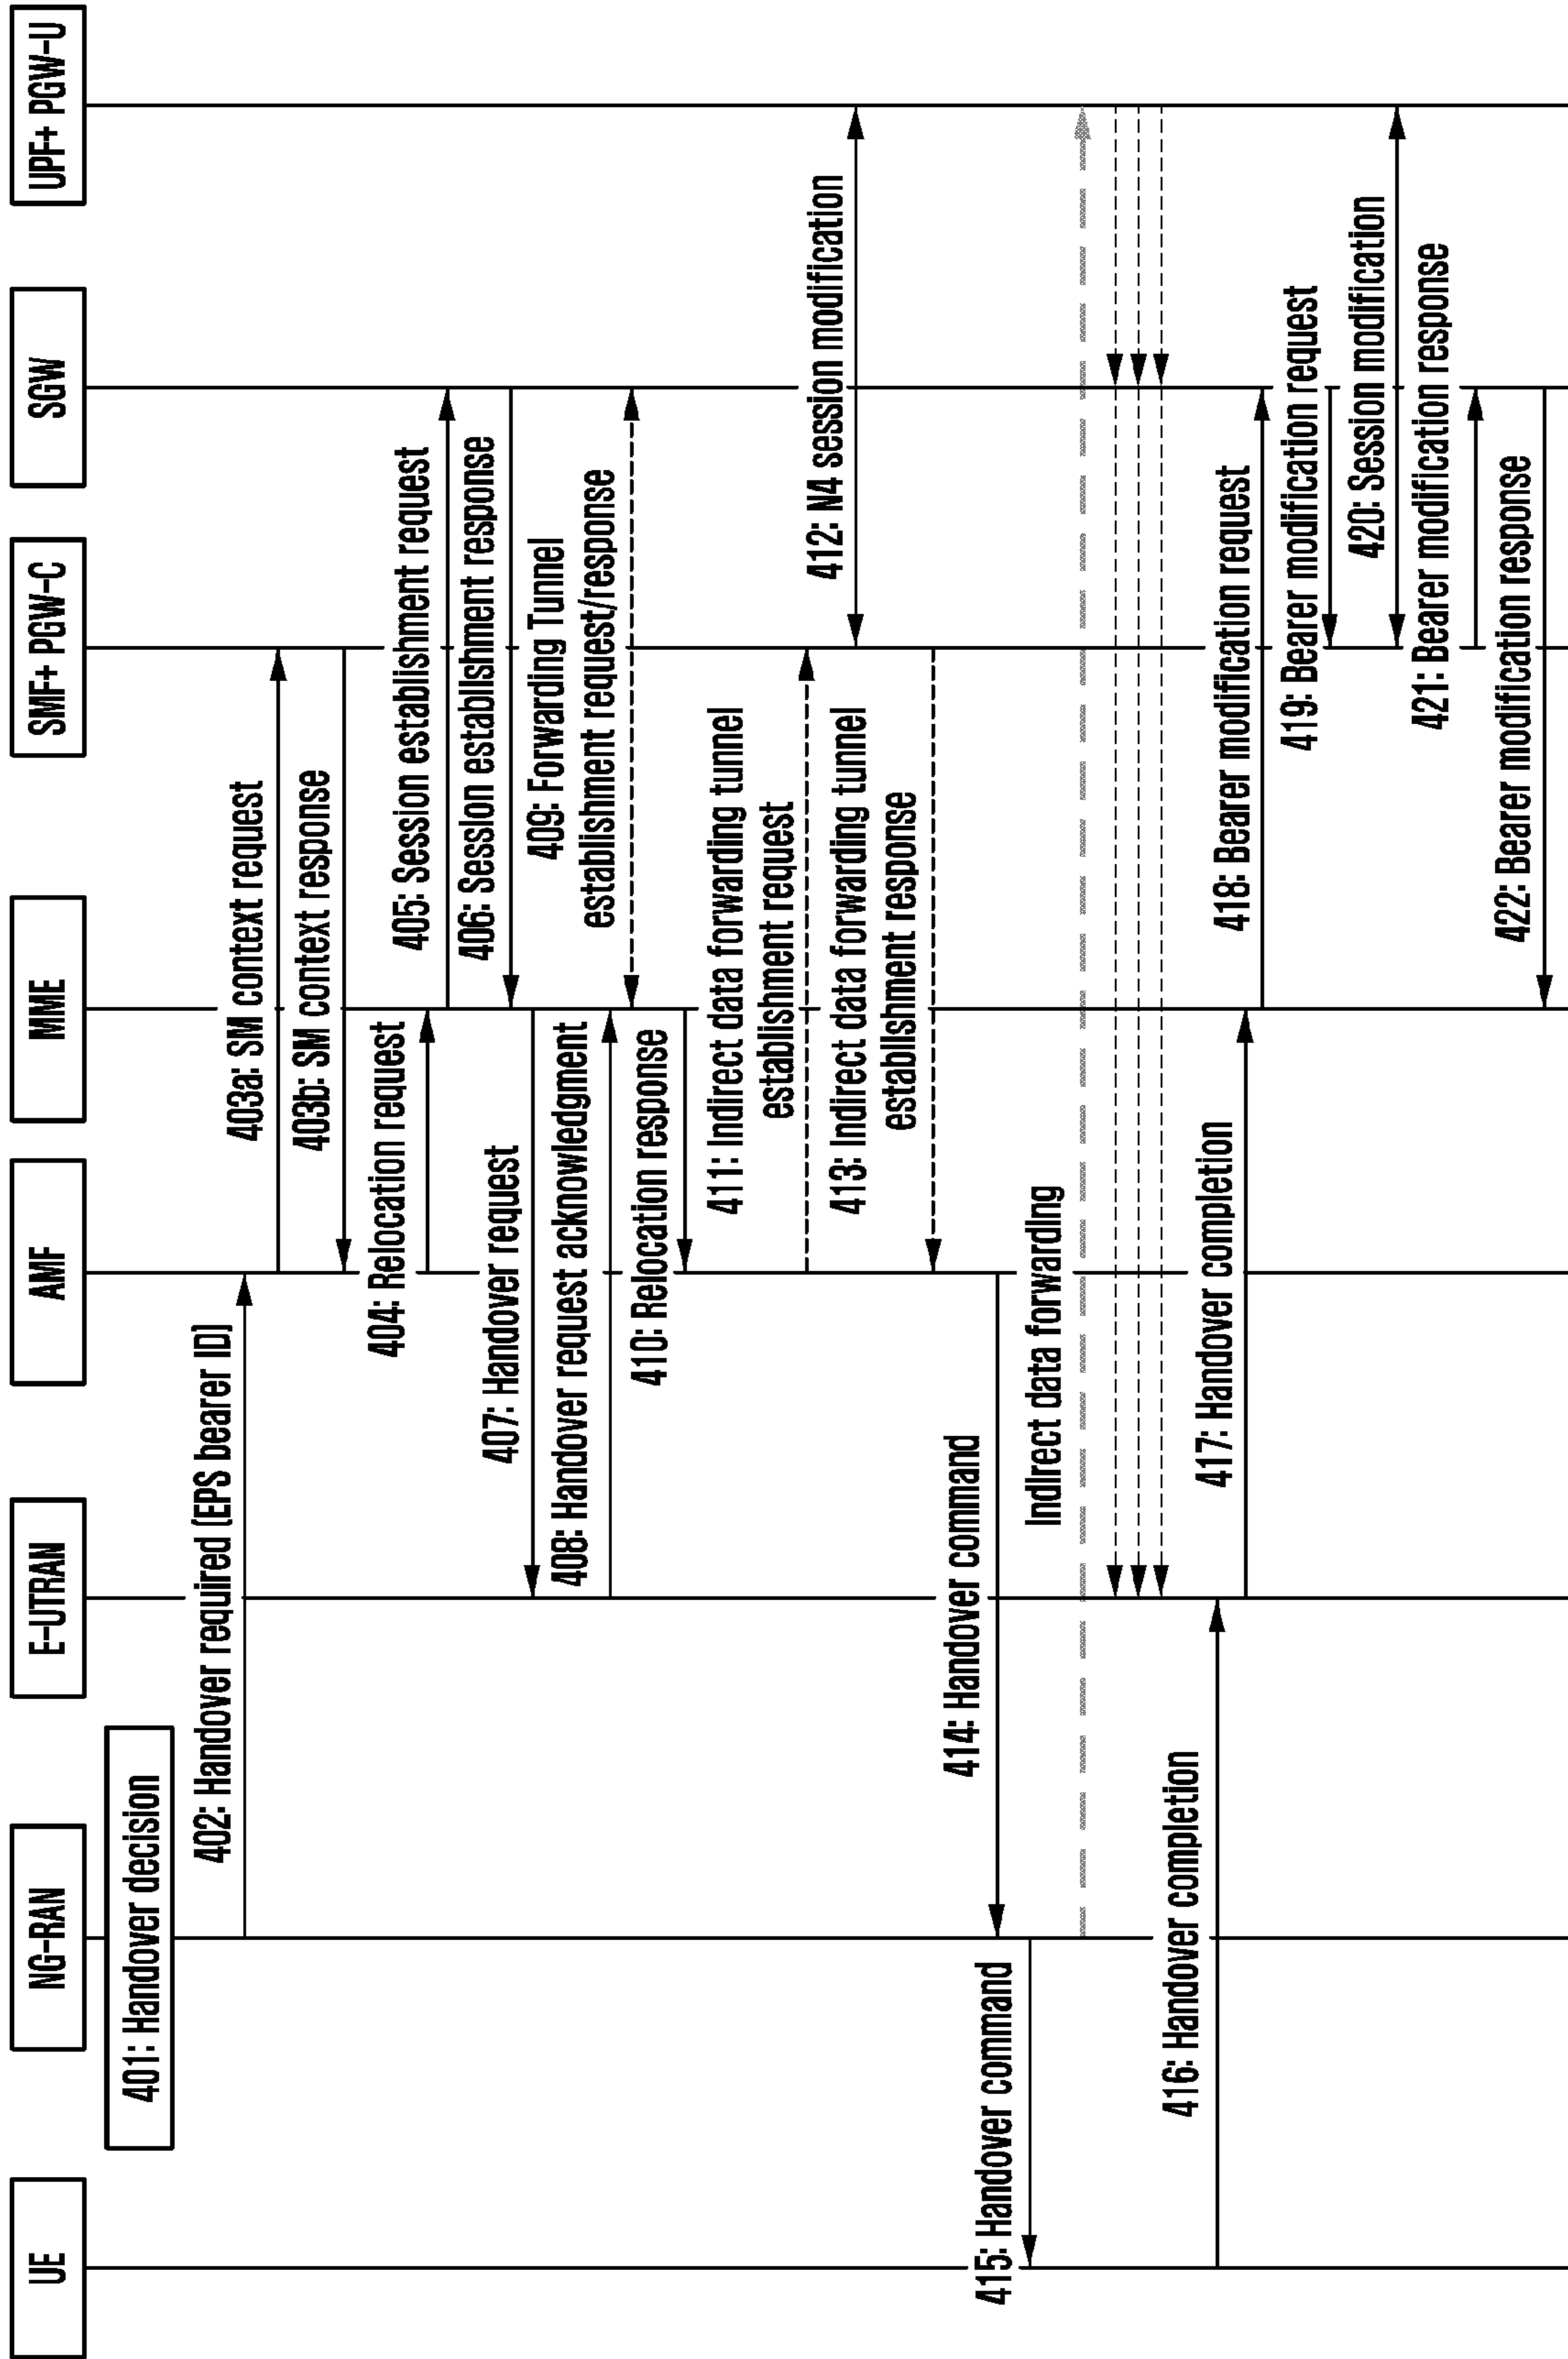 UE
NG-RAN
E-UTRAN
AMF
MME
SMF+ PGW-C
SGW
UPF+ PGW-U
401: Handover decision
402: Handover required (EPS bearer ID)
403a: SM context request
403b: SM context response
404: Relocation request
405: Session establishment request
406: Session establishment response
407: Handover request
408: Handover request acknowledgment
409: Forwarding Tunnel
establishment request/response
410: Relocation response
411: Indirect data forwarding tunnel
establishment request
412: N4 session modification
413: Indirect data forwarding tunnel
establishment response
414: Handover command
415: Handover command
Indirect data forwarding
416: Handover completion
417: Handover completion
418: Bearer modification request
419: Bearer modification request
420: Session modification
421: Bearer modification response
422: Bearer modification response